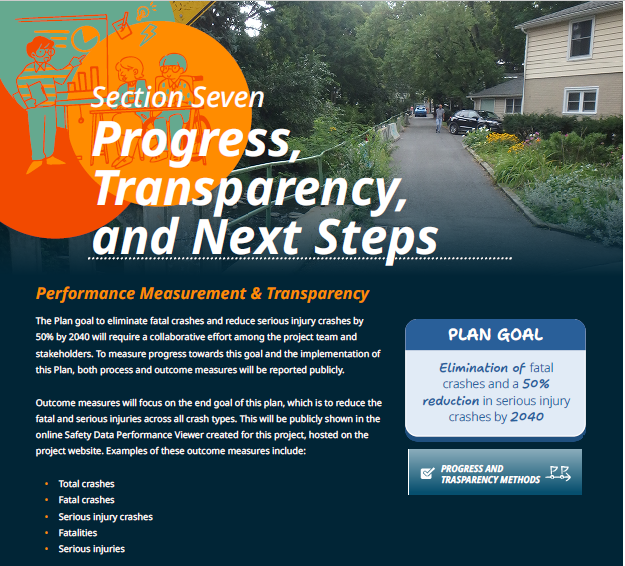 Section Seven
Progress,
Transparency,
and Next Steps
Performance Measurement & Transparency
The Plan goal to eliminate fatal crashes and reduce serious injury crashes by
50% by 2040 will require a collaborative effort among the project team and
stakeholders. To measure progress towards this goal and the implementation of
this Plan, both process and outcome measures will be reported publicly.
Outcome measures will focus on the end goal of this plan, which is to reduce the
fatal and serious injuries across all crash types. This will be publicly shown in the
online Safety Data Performance Viewer created for this project, hosted on the
project website. Examples of these outcome measures include:
• Total crashes
• Fatal crashes
• Serious injury crashes
• Fatalities
• Serious injuries
PLAN GOAL
Elimination of fatal
crashes and a 50%
reduction in serious injury
crashes by 2040
PROGRESS AND
TRASPARENCY METHODS